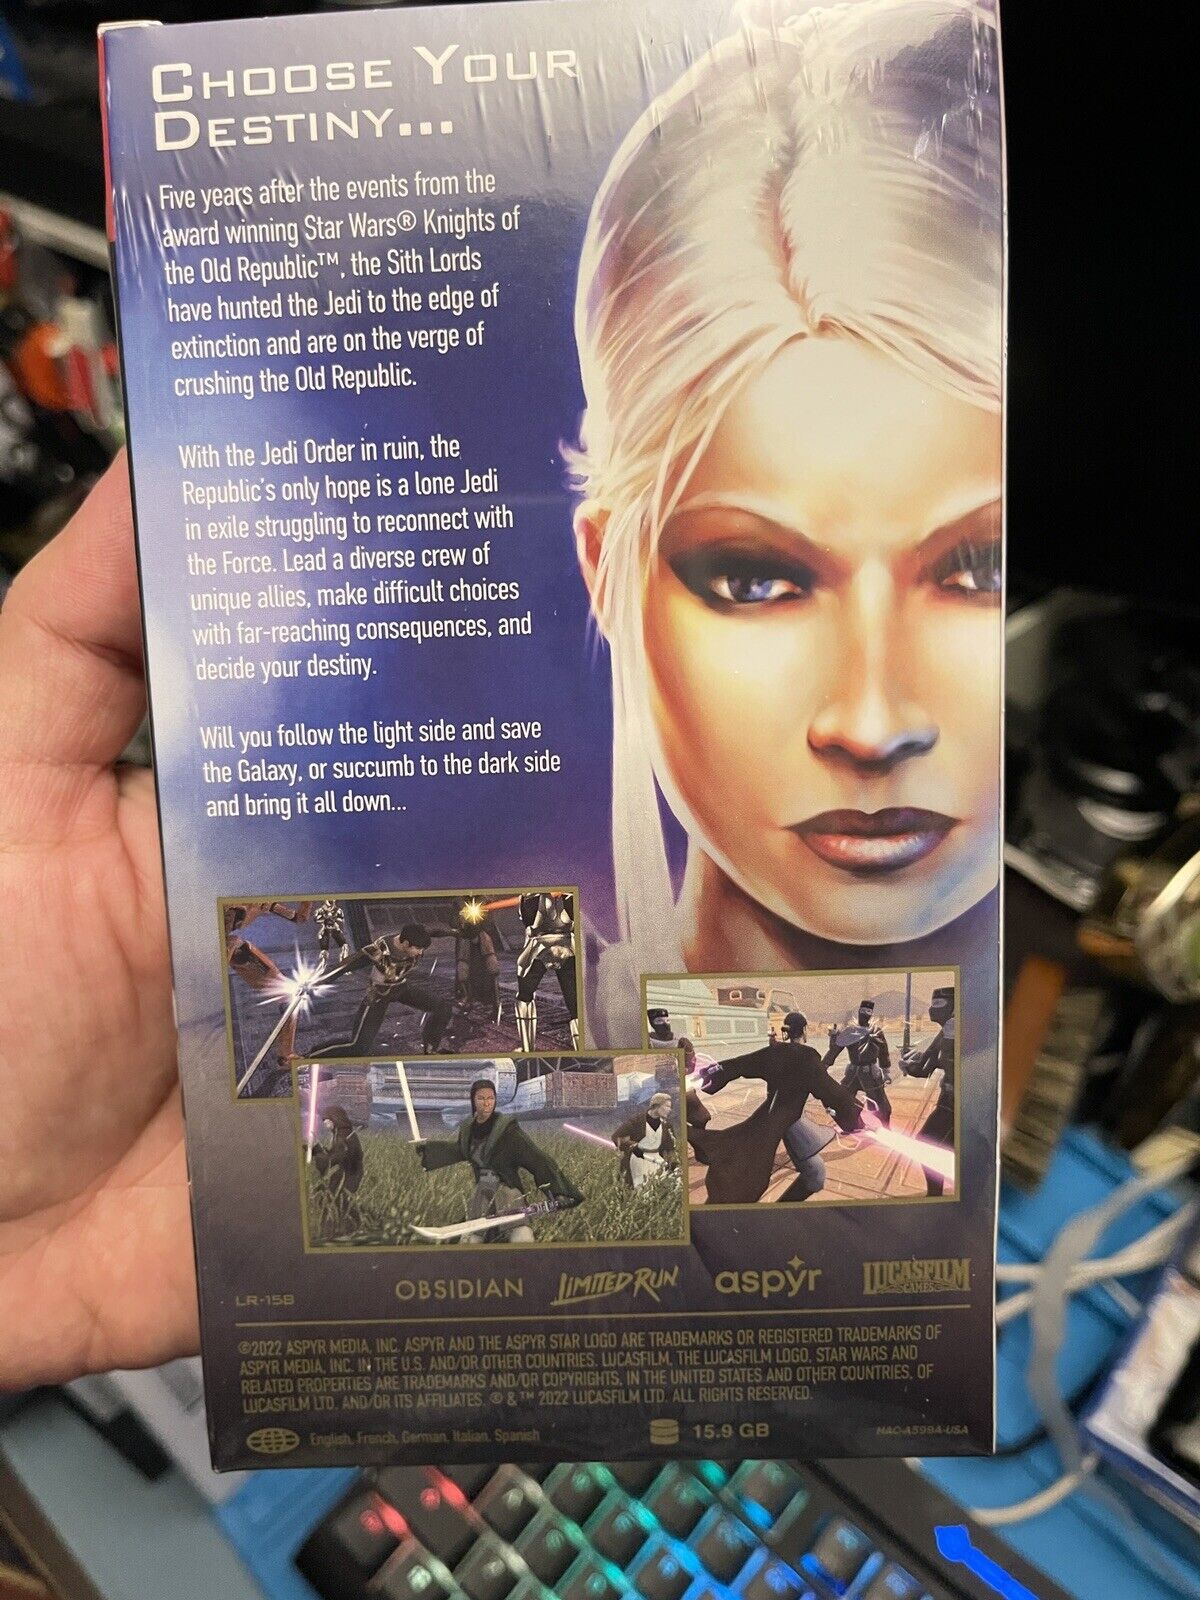 CHOOSE YOUR
DESTINY...
Five years after the events from the
award winning Star Wars® Knights of
the Old Republic™, the Sith Lords
have hunted the Jedi to the edge of
extinction and are on the verge of
crushing the Old Republic.
With the Jedi Order in ruin, the
Republic's only hope is a lone Jedi
in exile struggling to reconnect with
the Force. Lead a diverse crew of
unique allies, make difficult choices
with far-reaching consequences, and
decide your destiny.
Will you follow the light side and save
the Galaxy, or succumb to the dark side
and bring it all down...
LR-158
OBSIDIAN
LIMITED RUN
aspyr
LUCASFILM
GAMES
©2022 ASPYR MEDIA, INC. ASPYR AND THE ASPYR STAR LOGO ARE TRADEMARKS OR REGISTERED TRADEMARKS OF
ASPYR MEDIA, INC. IN THE U.S. AND/OR OTHER COUNTRIES. LUCASFILM, THE LUCASFILM LOGO, STAR WARS AND
RELATED PROPERTIES ARE TRADEMARKS AND/OR COPYRIGHTS, IN THE UNITED STATES AND OTHER COUNTRIES, OF
LUCASFILM LTD. AND/OR ITS AFFILIATES. ® & ™ 2022 LUCASFILM LTD. ALL RIGHTS RESERVED.
English, French, German, Italian, Spanish
15.9 GB
HAC-A599A-USA